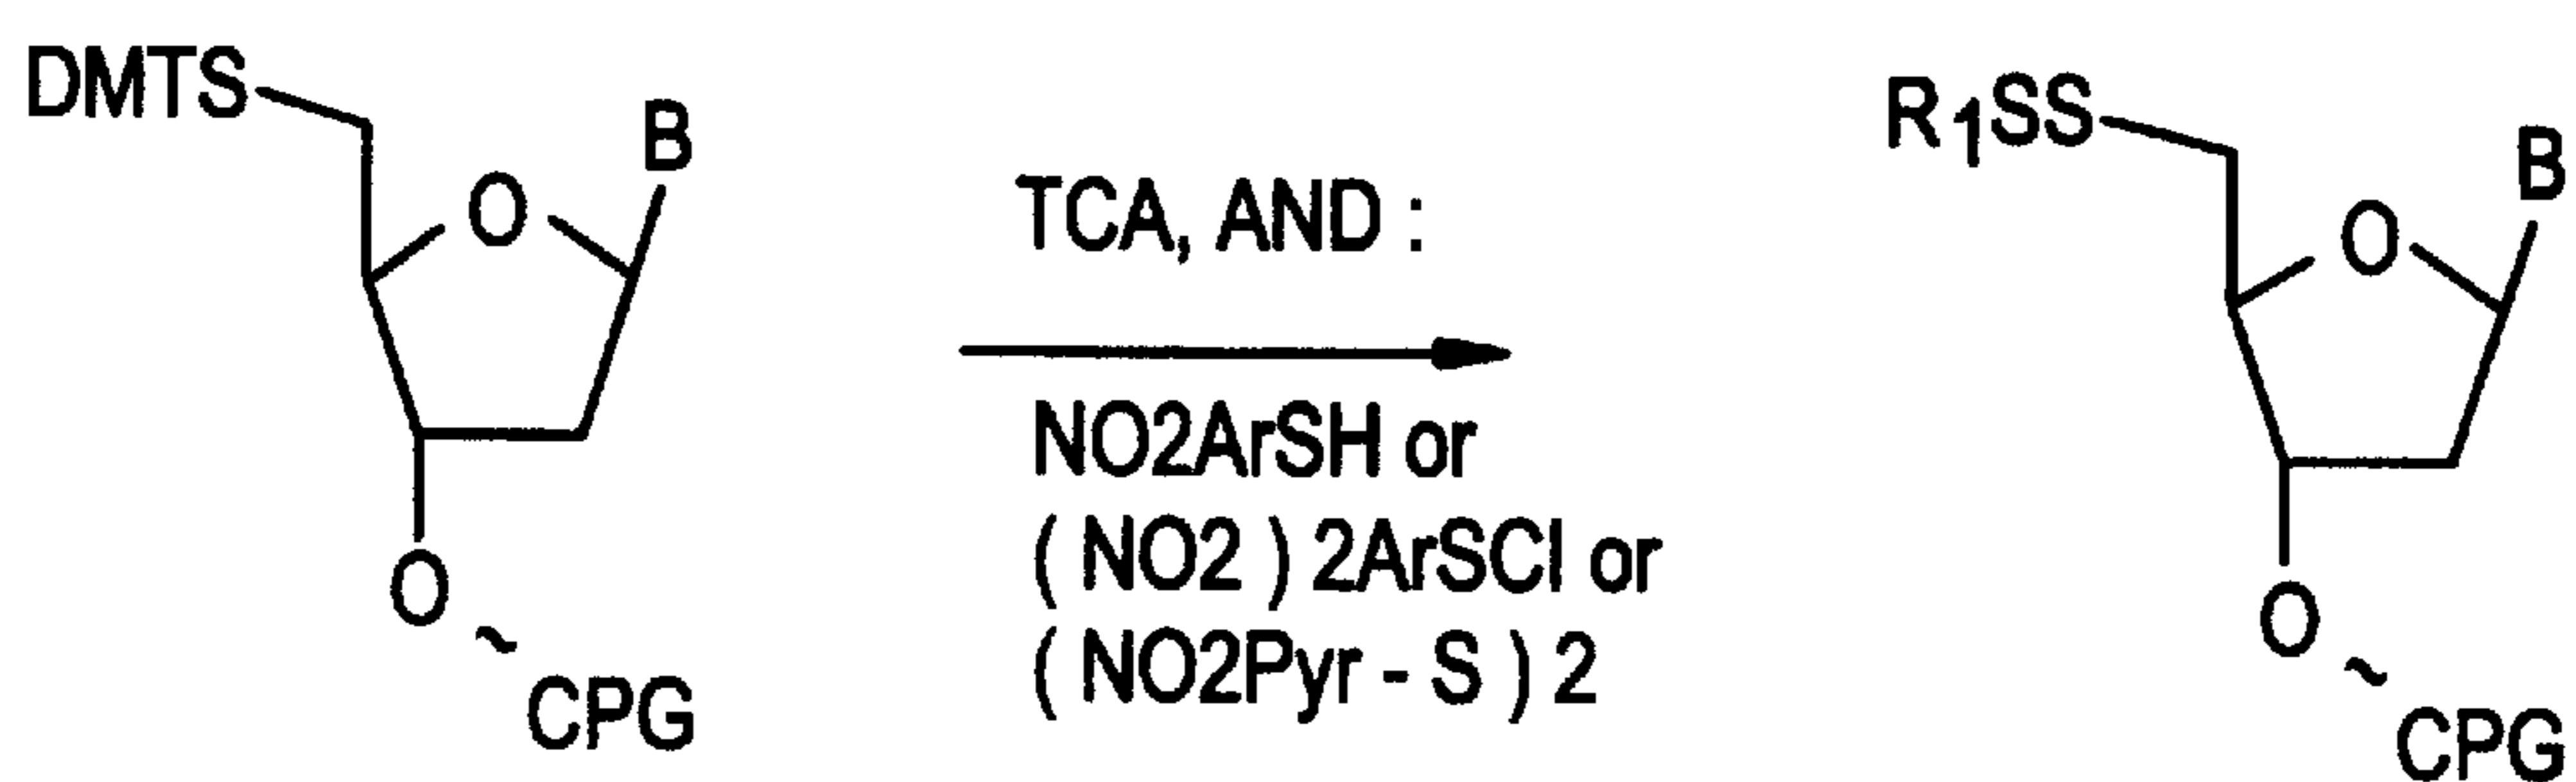 DMTS
B
O
O
~
CPG
TCA, AND :
NO2ArSH or
( NO2 ) 2ArSCl or
( NO2Pyr - S ) 2
R1SS
B
O
O
~
CPG